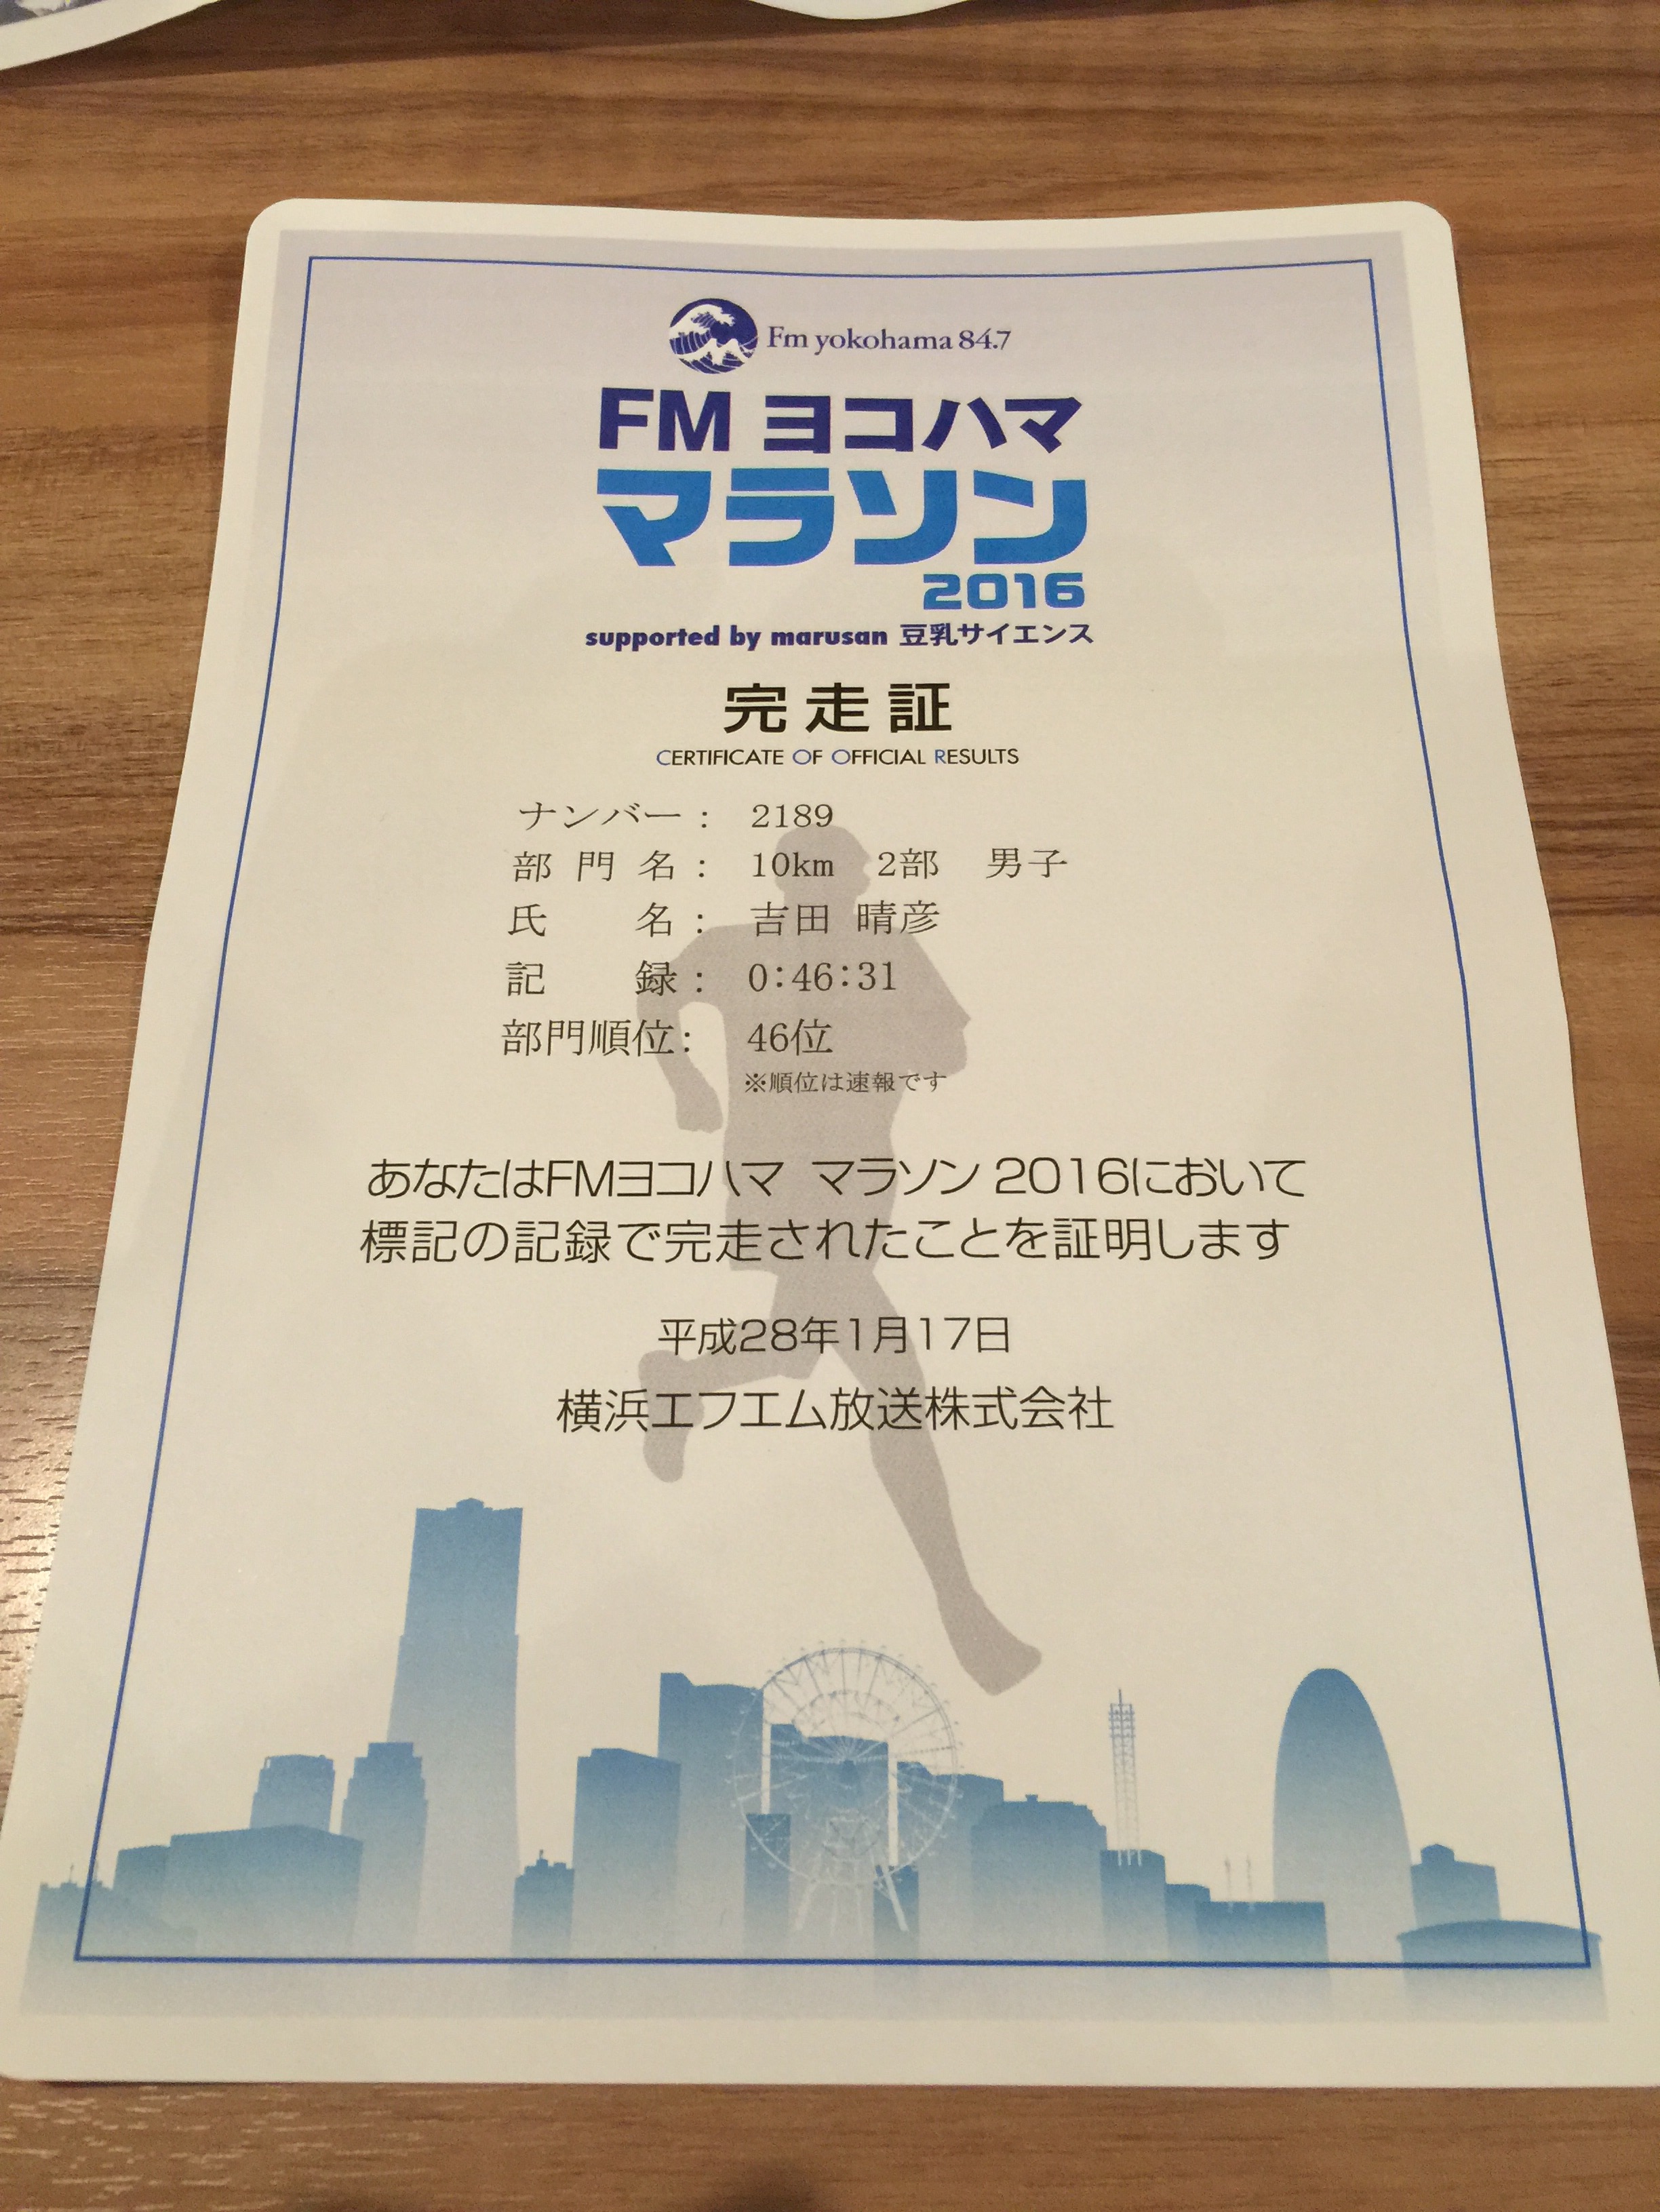 Fm yokohama 84.7
FM ヨコハマ
マラソン
2016
supported by marusan 豆乳サイエンス
完走証
CERTIFICATE OF OFFICIAL RESULTS
ナンバー： 2189
部 門 名： 10km 2部 男子
氏 名： 吉田 晴彦
記 録： 0:46:31
部門順位： 46位
※順位は速報です
あなたはFMヨコハマ マラソン 2016において
標記の記録で完走されたことを証明します
平成28年1月17日
横浜エフエム放送株式会社